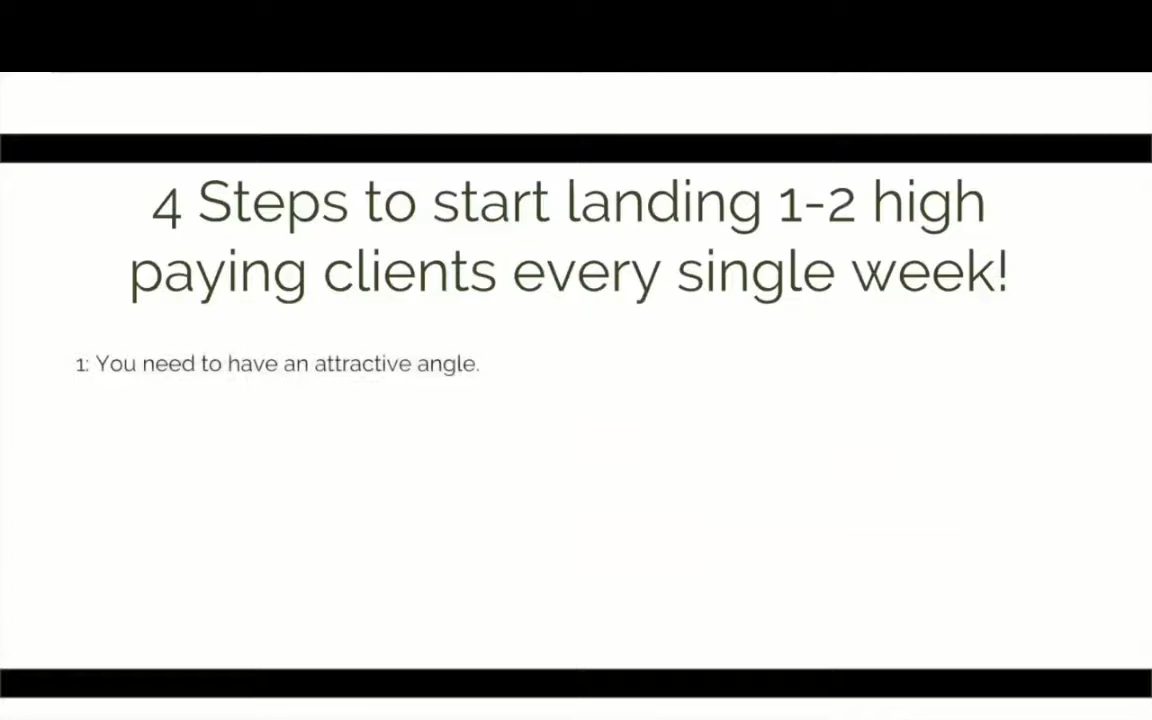 4 Steps to start landing 1-2 high
paying clients every single week!
1: You need to have an attractive angle.